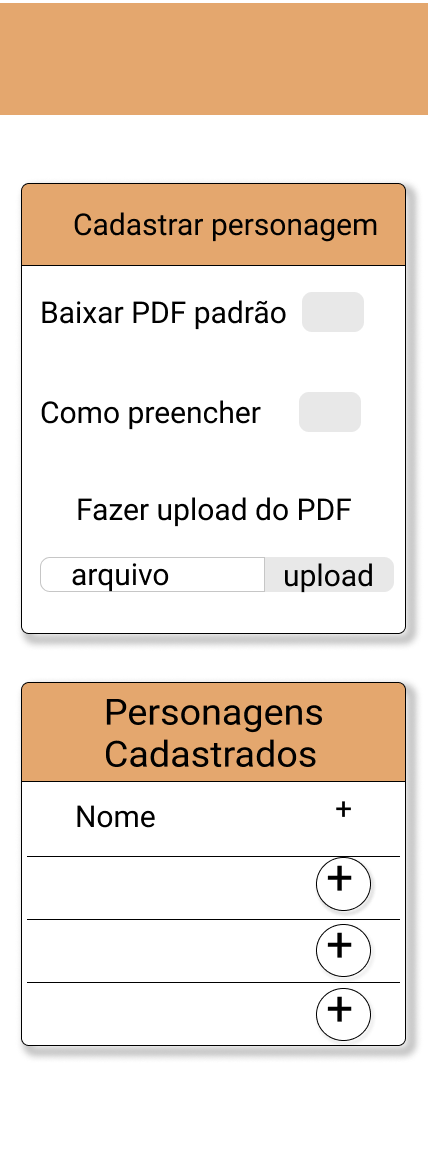 Cadastrar personagem
Baixar PDF padrão
Como preencher
Fazer upload do PDF
arquivo upload
Personagens
Cadastrados
Nome +
+
+
+